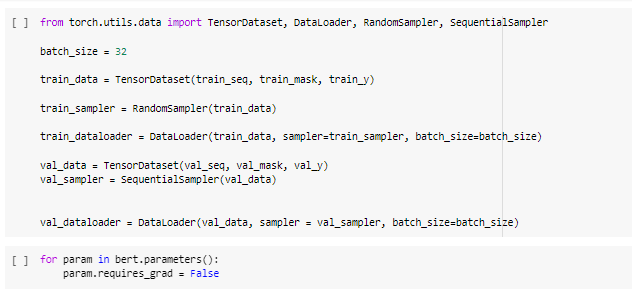 [ ] from torch.utils.data import TensorDataset, DataLoader, RandomSampler, SequentialSampler
batch_size = 32
train_data = TensorDataset(train_seq, train_mask, train_y)
train_sampler = RandomSampler(train_data)
train_dataloader = DataLoader(train_data, sampler=train_sampler, batch_size=batch_size)
val_data = TensorDataset(val_seq, val_mask, val_y)
val_sampler = SequentialSampler(val_data)
val_dataloader = DataLoader(val_data, sampler = val_sampler, batch_size=batch_size)
[ ] for param in bert.parameters():
param.requires_grad = False